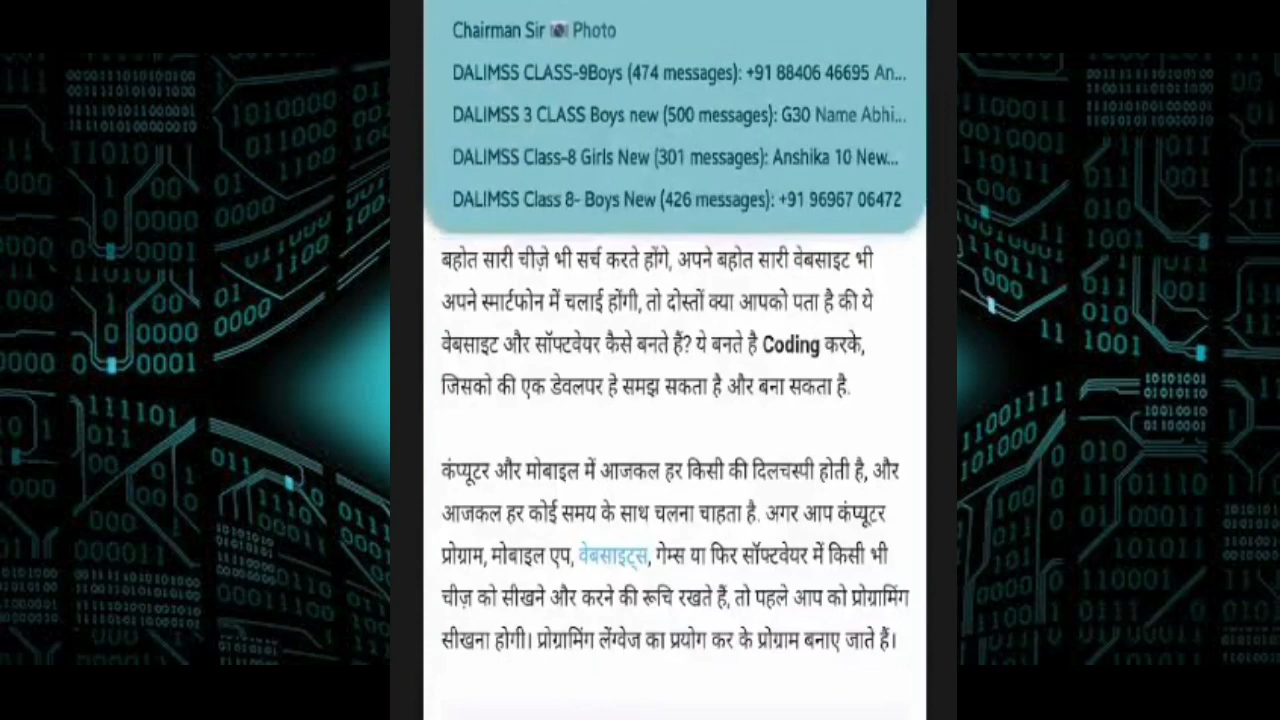 Chairman Sir 📷 Photo
DALIMSS CLASS-9Boys (474 messages): +91 88406 46695 An...
DALIMSS 3 CLASS Boys new (500 messages): G30 Name Abhi...
DALIMSS Class-8 Girls New (301 messages): Anshika 10 New...
DALIMSS Class 8- Boys New (426 messages): +91 96967 06472
बहोत सारी चीज़े भी सर्च करते होंगे, अपने बहोत सारी वेबसाइट भी
अपने स्मार्टफोन में चलाई होंगी, तो दोस्तों क्या आपको पता है की ये
वेबसाइट और सॉफ्टवेयर कैसे बनते हैं? ये बनते है Coding करके,
जिसको की एक डेवलपर हे समझ सकता है और बना सकता है.
कंप्यूटर और मोबाइल में आजकल हर किसी की दिलचस्पी होती है, और
आजकल हर कोई समय के साथ चलना चाहता है. अगर आप कंप्यूटर
प्रोग्राम, मोबाइल एप, वेबसाइट्स, गेम्स या फिर सॉफ्टवेयर में किसी भी
चीज़ को सीखने और करने की रूचि रखते हैं, तो पहले आप को प्रोग्रामिंग
सीखना होगी। प्रोग्रामिंग लेंग्वेज का प्रयोग कर के प्रोग्राम बनाए जाते हैं।